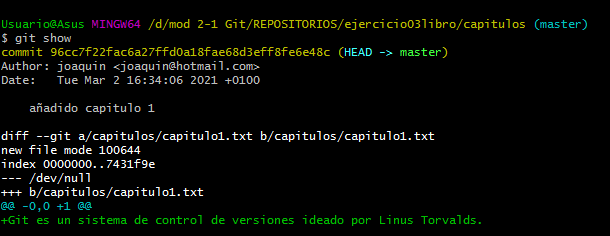 Usuario@Asus MINGW64 /d/mod 2-1 Git/REPOSITORIOS/ejercicio03libro/capitulos (master)
$ git show
commit 96cc7f22fac6a27ffd0a18fae68d3eff8fe6e48c (HEAD -> master)
Author: joaquin <joaquin@hotmail.com>
Date:   Tue Mar 2 16:34:06 2021 +0100
    añadido capitulo 1
diff --git a/capitulos/capitulo1.txt b/capitulos/capitulo1.txt
new file mode 100644
index 0000000..7431f9e
--- /dev/null
+++ b/capitulos/capitulo1.txt
@@ -0,0 +1 @@
+Git es un sistema de control de versiones ideado por Linus Torvalds.